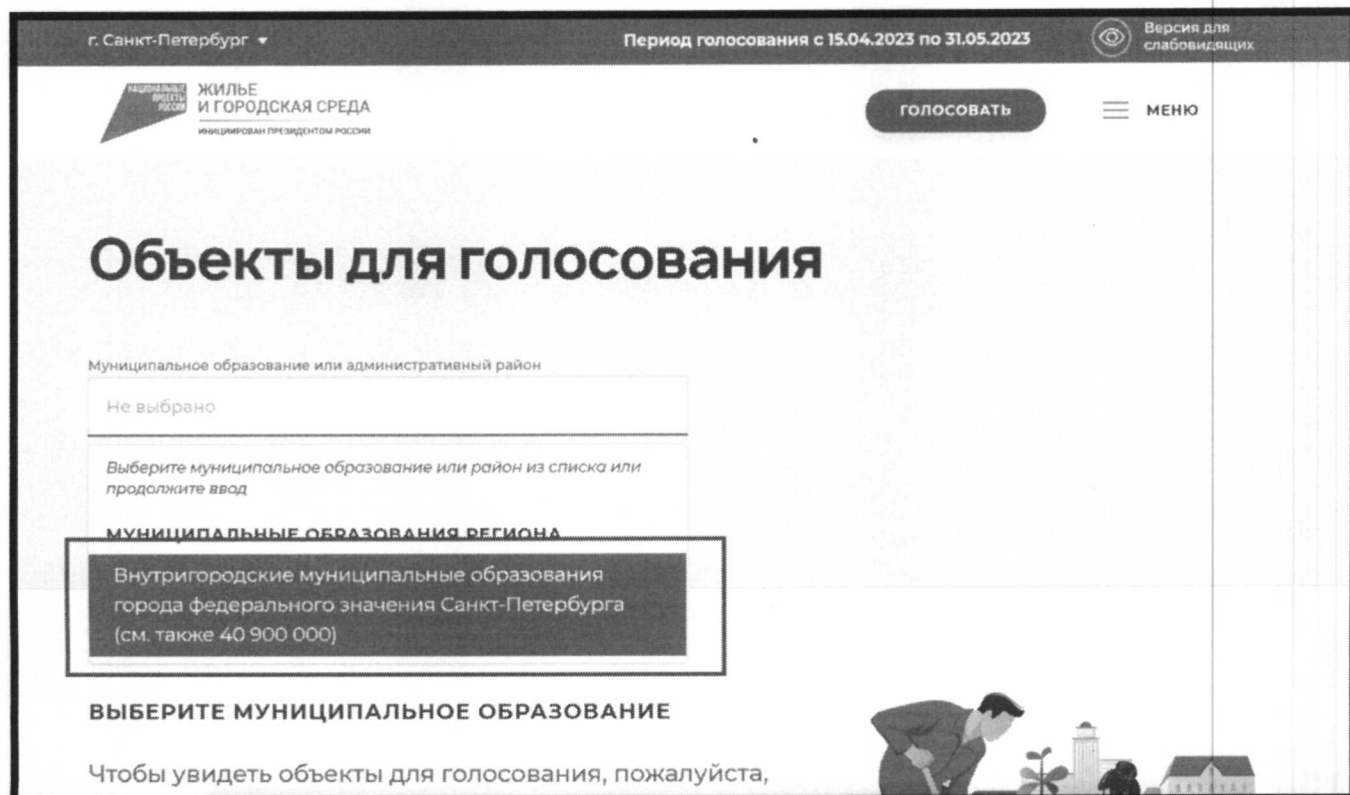 г. Санкт-Петербург
Период голосования с 15.04.2023 по 31.05.2023
Версия для
слабовидящих
НАЦИОНАЛЬНЫЕ
ПРОЕКТЫ
РОССИИ
ЖИЛЬЕ
И ГОРОДСКАЯ СРЕДА
ИНИЦИИРОВАН ПРЕЗИДЕНТОМ РОССИИ
ГОЛОСОВАТЬ
МЕНЮ
Объекты для голосования
Муниципальное образование или административный район
Не выбрано
Выберите муниципальное образование или район из списка или
продолжите ввод
МУНИЦИПАЛЬНЫЕ ОБРАЗОВАНИЯ РЕГИОНА
Внутригородские муниципальные образования
города федерального значения Санкт-Петербурга
(см. также 40 900 000)
ВЫБЕРИТЕ МУНИЦИПАЛЬНОЕ ОБРАЗОВАНИЕ
Чтобы увидеть объекты для голосования, пожалуйста,